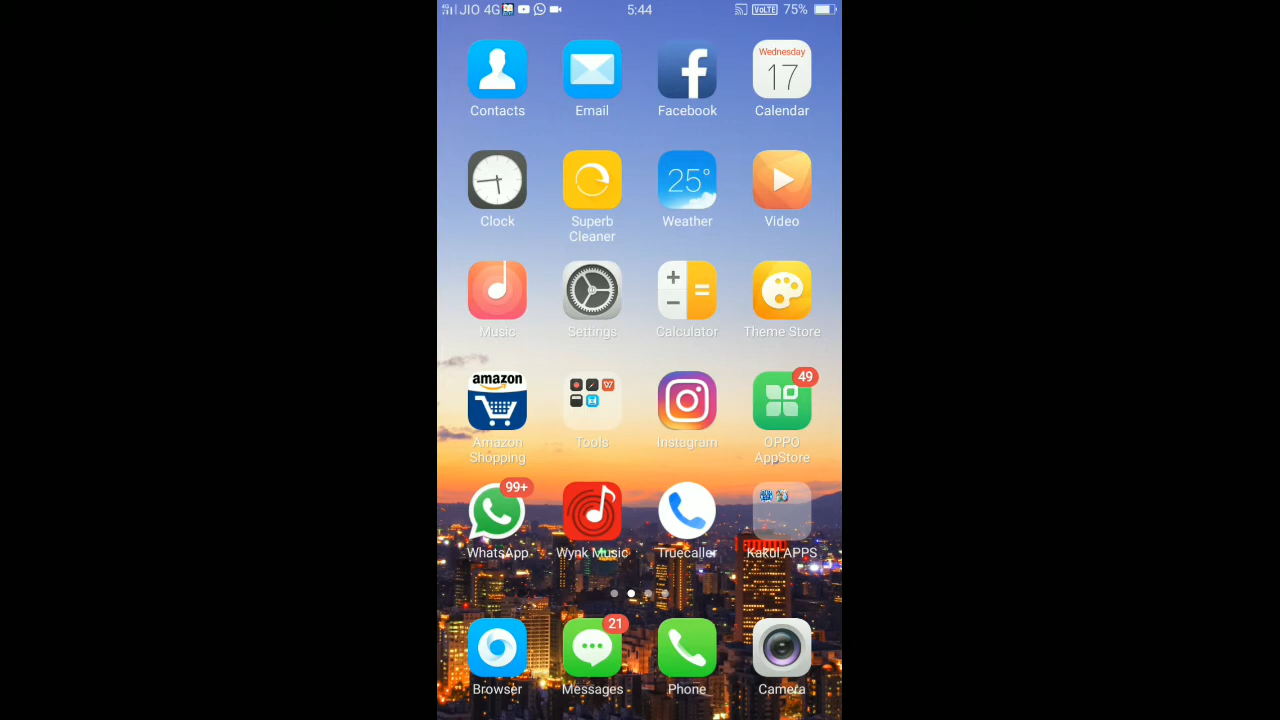 4G JIO 4G 5:44 VoLTE 75%
Wednesday
17
Contacts Email Facebook Calendar
25°
Clock Superb Weather Video
Cleaner
Music Settings Calculator Theme Store
amazon 49
Amazon Tools Instagram OPPO
Shopping AppStore
99+
WhatsApp Wynk Music Truecaller Kakul APPS
21
Browser Messages Phone Camera